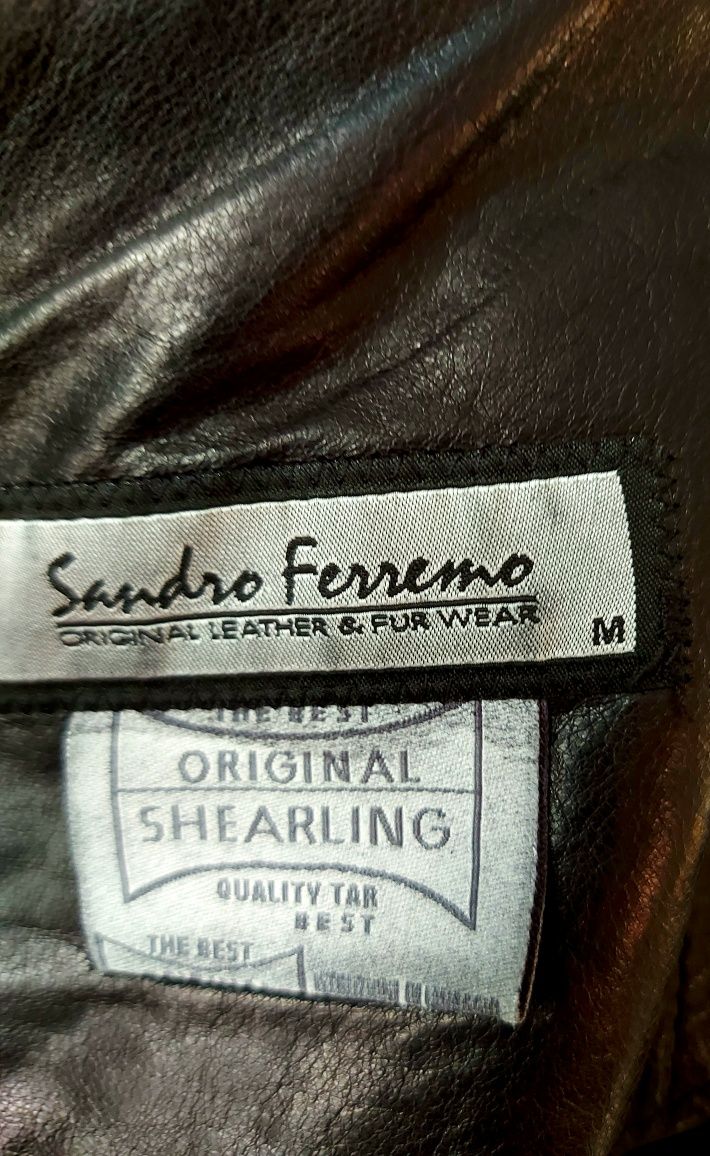 Sandro Ferremo
ORIGINAL LEATHER & FUR WEAR
M
THE BEST
ORIGINAL
SHEARLING
QUALITY TAR
BEST
THE BEST